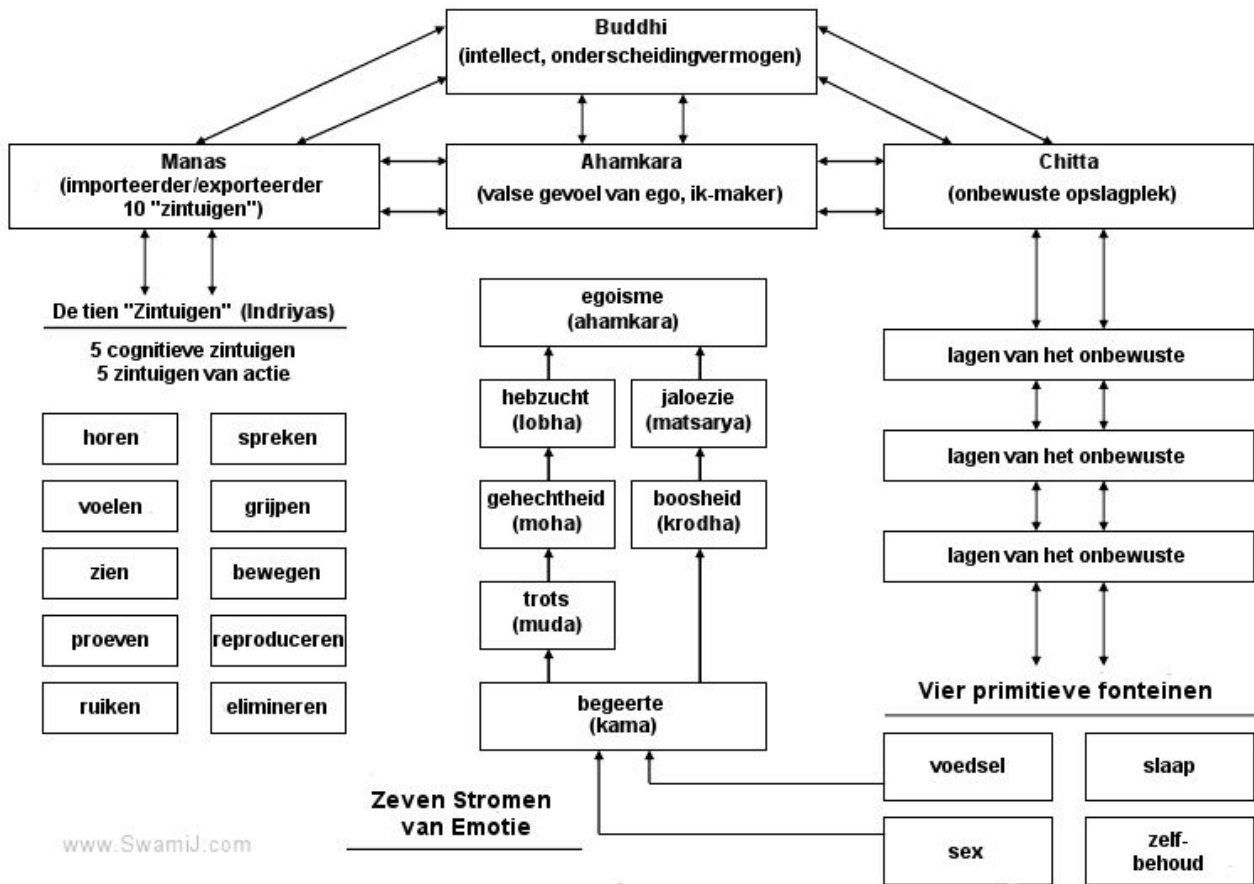 Buddhi
(intellect, onderscheidingvermogen)
Manas
(importeerder/exporteerder
10 "zintuigen")
Ahamkara
(valse gevoel van ego, ik-maker)
Chitta
(onbewuste opslagplek)
De tien "Zintuigen" (Indriyas)
5 cognitieve zintuigen
5 zintuigen van actie
horen
spreken
voelen
grijpen
zien
bewegen
proeven
reproduceren
ruiken
elimineren
egoisme
(ahamkara)
hebzucht
(lobha)
jaloezie
(matsarya)
gehechtheid
(moha)
boosheid
(krodha)
trots
(muda)
begeerte
(kama)
Zeven Stromen
van Emotie
lagen van het onbewuste
lagen van het onbewuste
lagen van het onbewuste
Vier primitieve fonteinen
voedsel
slaap
sex
zelf-
behoud
www.SwamiJ.com